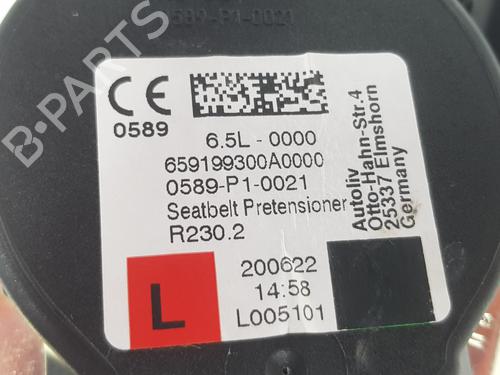 0589-P1-0021
CE
0589
6.5L - 0000
659199300A0000
0589-P1-0021
Seatbelt Pretensioner
R230.2
Autoliv
Otto-Hahn-Str.4
25337 Elmshorn
Germany
L
200622
14:58
L005101
B-PARTS